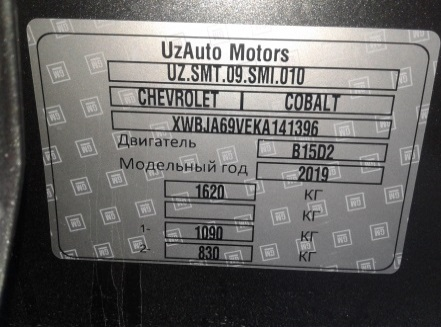 UzAuto Motors
UZ.SMT.09.SMI.010
CHEVROLET COBALT
XWBJA69VEKA141396
Двигатель B15D2
Модельный год 2019
1620 КГ
КГ
1- 1090 КГ
2- 830 КГ